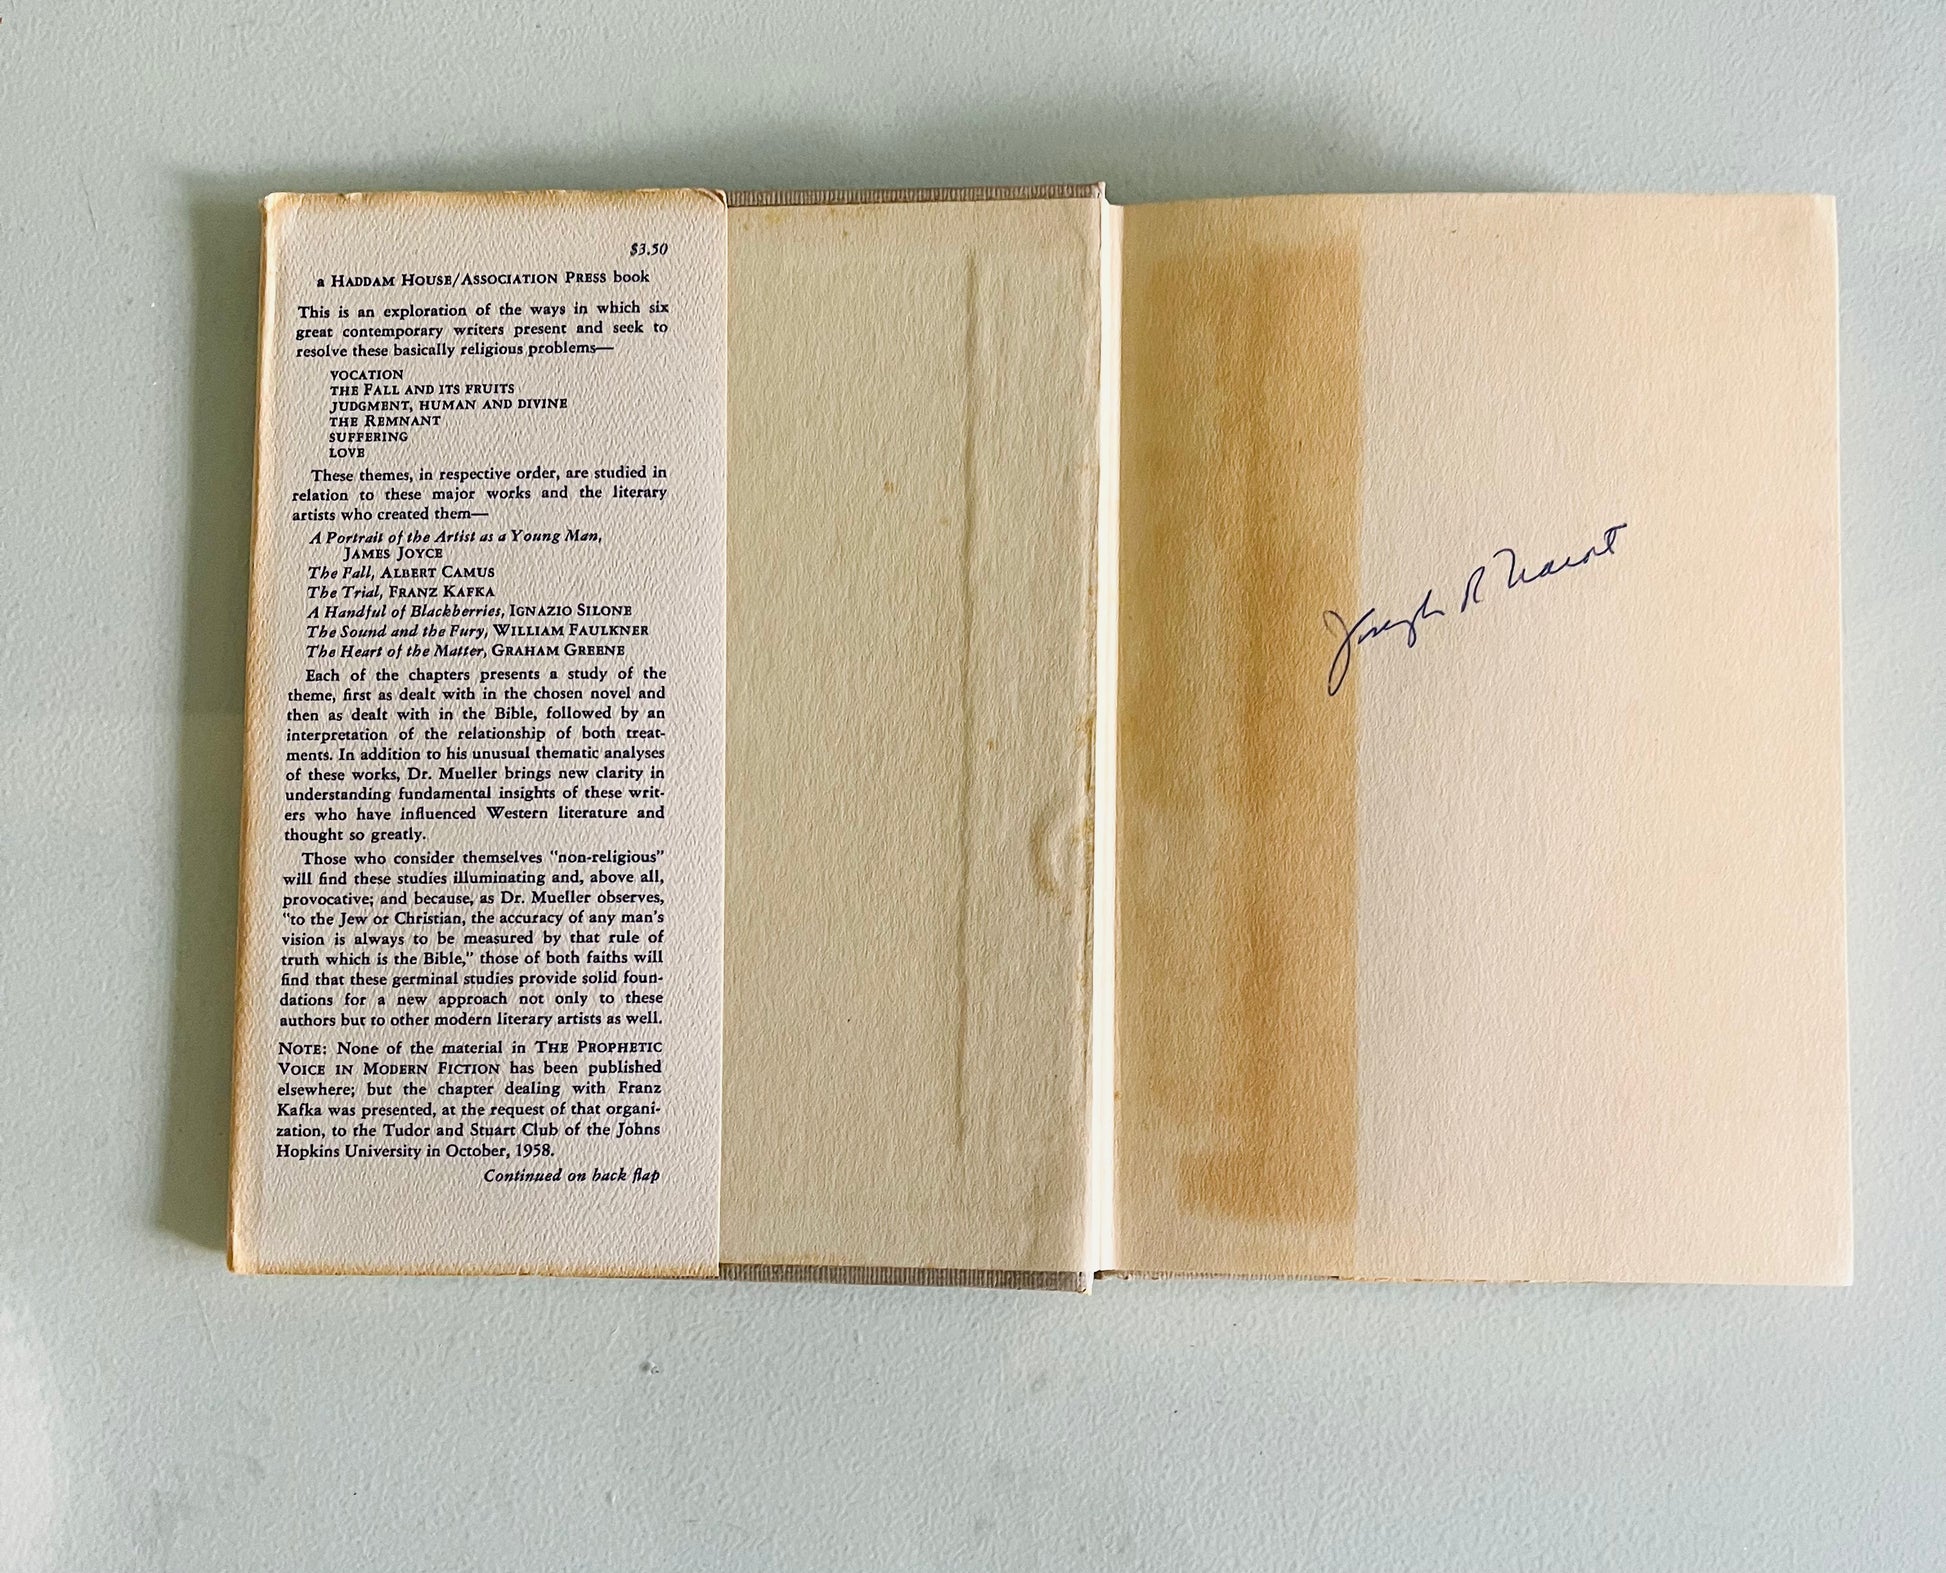 $3.50
a HADDAM HOUSE/ASSOCIATION PRESS book
This is an exploration of the ways in which six
great contemporary writers present and seek to
resolve these basically religious problems—
VOCATION
THE FALL AND ITS FRUITS
JUDGMENT, HUMAN AND DIVINE
THE REMNANT
SUFFERING
LOVE
These themes, in respective order, are studied in
relation to these major works and the literary
artists who created them—
A Portrait of the Artist as a Young Man,
JAMES JOYCE
The Fall, ALBERT CAMUS
The Trial, FRANZ KAFKA
A Handful of Blackberries, IGNAZIO SILONE
The Sound and the Fury, WILLIAM FAULKNER
The Heart of the Matter, GRAHAM GREENE
Each of the chapters presents a study of the
theme, first as dealt with in the chosen novel and
then as dealt with in the Bible, followed by an
interpretation of the relationship of both treat-
ments. In addition to his unusual thematic analyses
of these works, Dr. Mueller brings new clarity in
understanding fundamental insights of these writ-
ers who have influenced Western literature and
thought so greatly.
Those who consider themselves "non-religious"
will find these studies illuminating and, above all,
provocative; and because, as Dr. Mueller observes,
"to the Jew or Christian, the accuracy of any man's
vision is always to be measured by that rule of
truth which is the Bible," those of both faiths will
find that these germinal studies provide solid foun-
dations for a new approach not only to these
authors but to other modern literary artists as well.
NOTE: None of the material in THE PROPHETIC
VOICE IN MODERN FICTION has been published
elsewhere; but the chapter dealing with Franz
Kafka was presented, at the request of that organi-
zation, to the Tudor and Stuart Club of the Johns
Hopkins University in October, 1958.
Continued on back flap
Joseph R